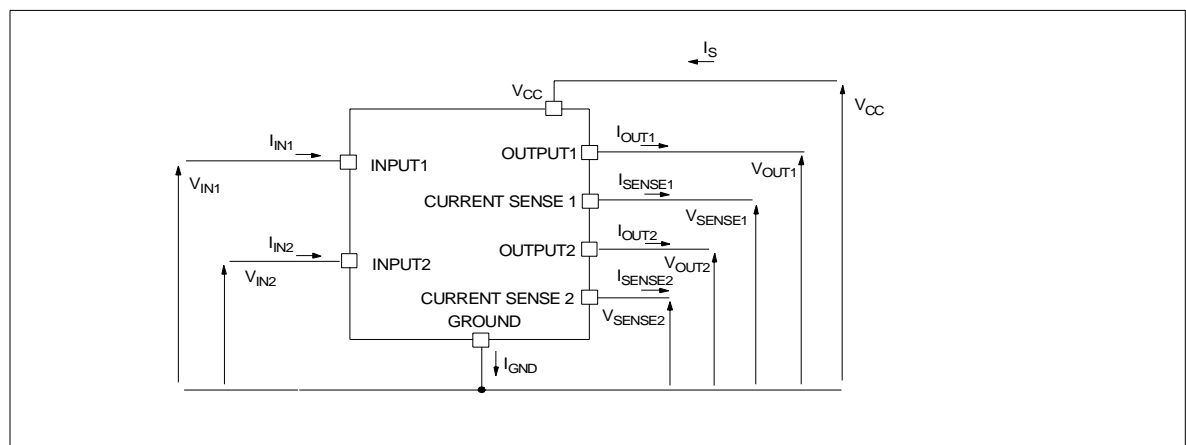 I_S
V_CC
V_CC
I_IN1
I_OUT1
OUTPUT1
INPUT1
V_OUT1
V_IN1
I_SENSE1
CURRENT SENSE 1
V_SENSE1
I_OUT2
I_IN2
OUTPUT2
INPUT2
V_OUT2
V_IN2
I_SENSE2
CURRENT SENSE 2
V_SENSE2
GROUND
I_GND